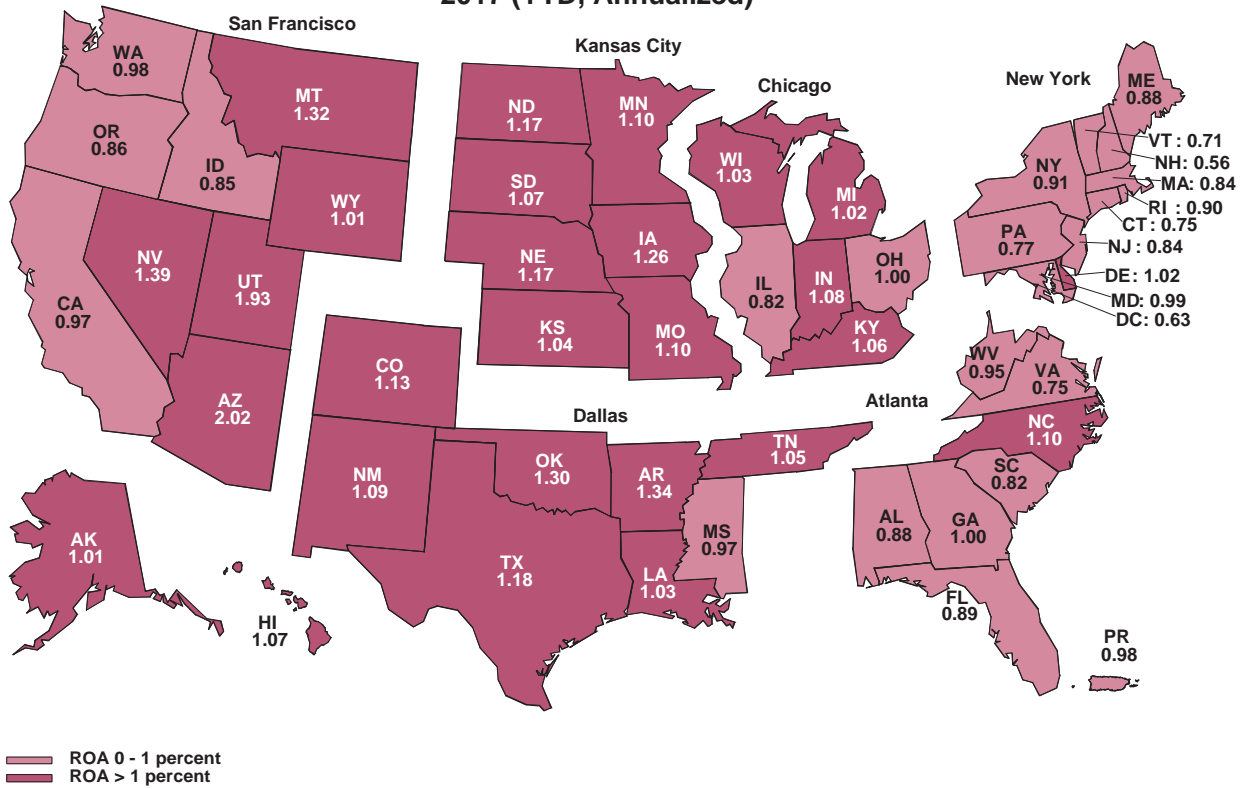 2017 (YTD, Annualized)
San Francisco
Kansas City
Chicago
New York
Dallas
Atlanta
WA
0.98
MT
1.32
OR
0.86
ID
0.85
WY
1.01
NV
1.39
UT
1.93
CA
0.97
AZ
2.02
AK
1.01
HI
1.07
ND
1.17
MN
1.10
SD
1.07
NE
1.17
IA
1.26
KS
1.04
MO
1.10
CO
1.13
NM
1.09
OK
1.30
AR
1.34
TX
1.18
LA
1.03
MS
0.97
TN
1.05
WI
1.03
MI
1.02
IL
0.82
IN
1.08
OH
1.00
KY
1.06
ME
0.88
NY
0.91
PA
0.77
VT : 0.71
NH: 0.56
MA: 0.84
RI : 0.90
CT: 0.75
NJ: 0.84
DE: 1.02
MD: 0.99
DC: 0.63
WV
0.95
VA
0.75
NC
1.10
SC
0.82
AL
0.88
GA
1.00
FL
0.89
PR
0.98
ROA 0 - 1 percent
ROA > 1 percent